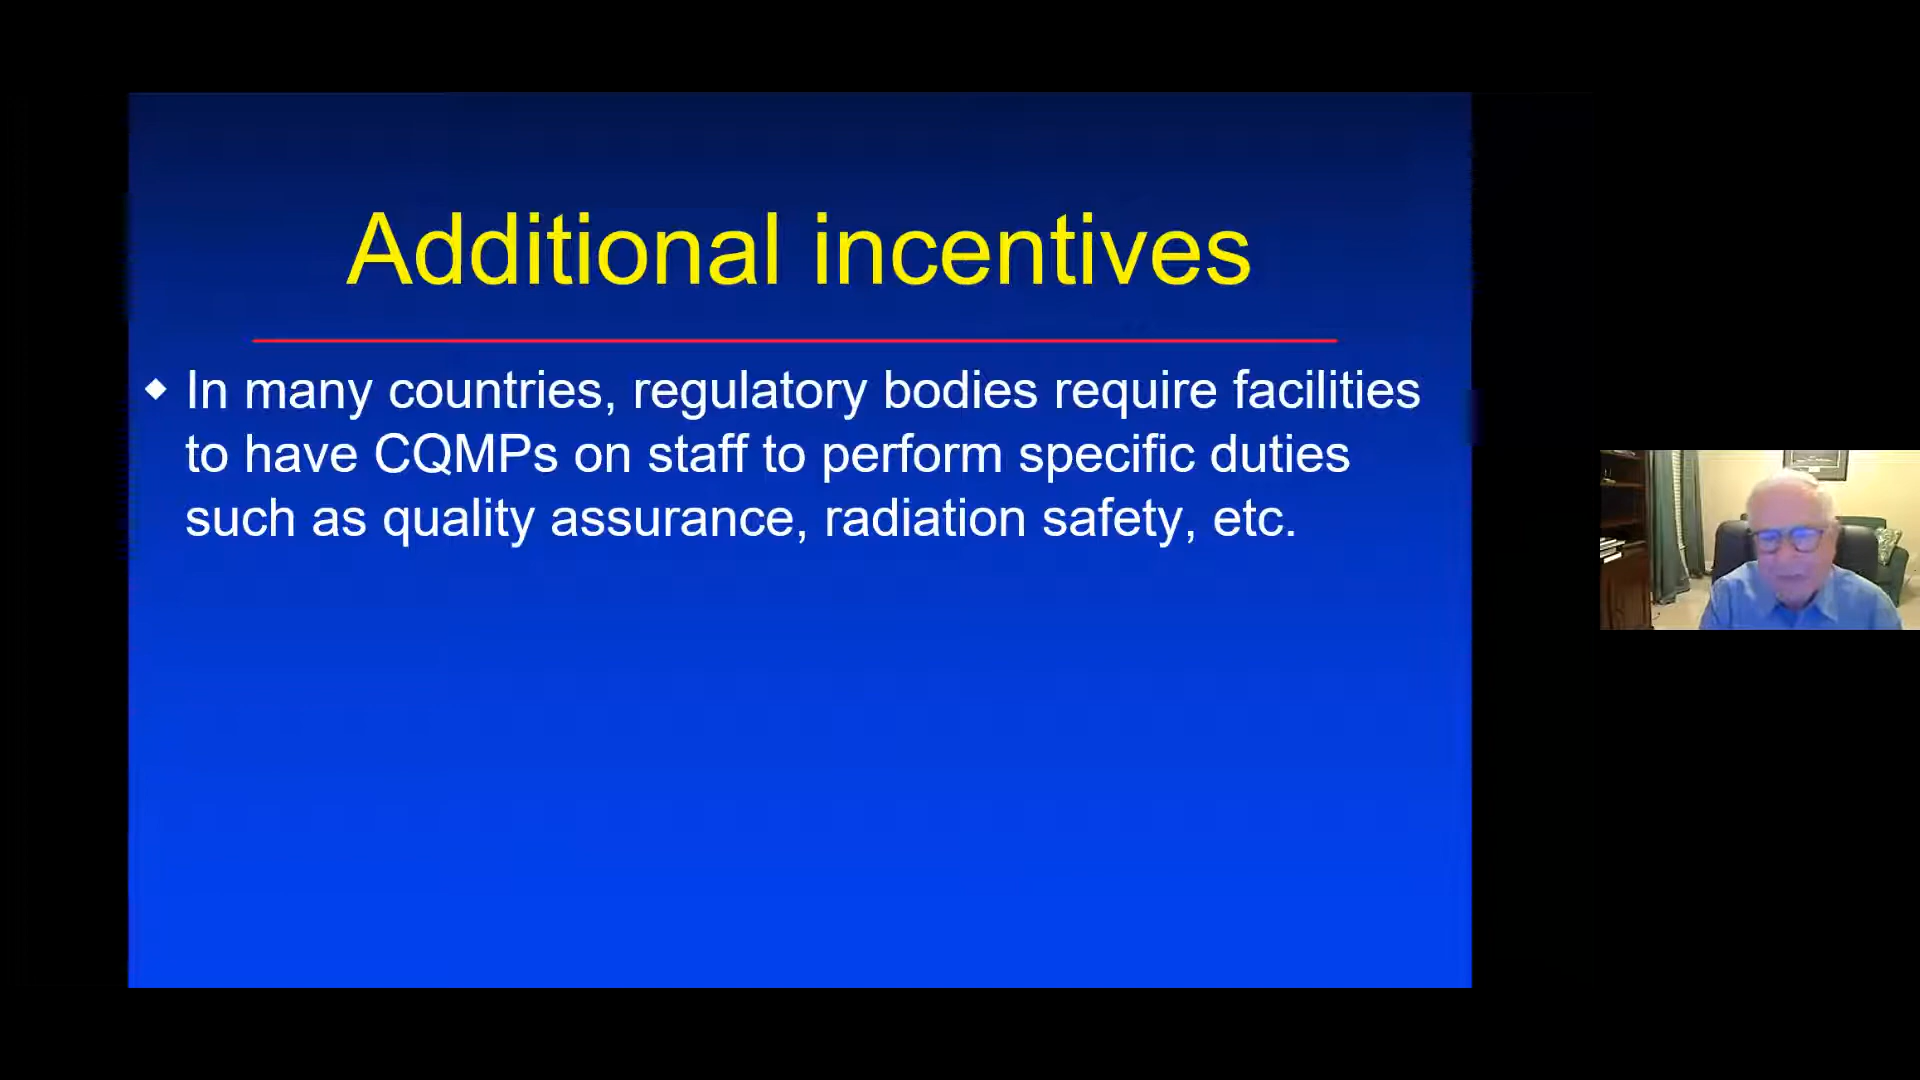 Additional incentives
◆ In many countries, regulatory bodies require facilities
to have CQMPs on staff to perform specific duties
such as quality assurance, radiation safety, etc.